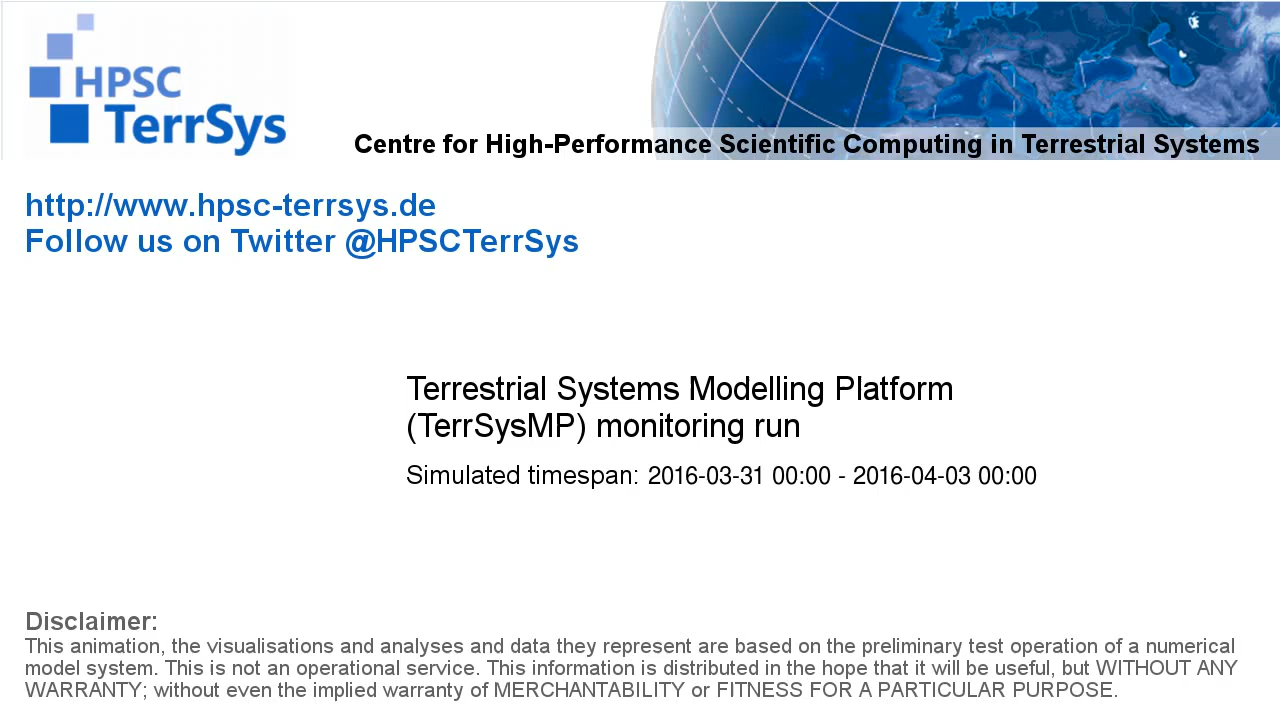 HPSC
TerrSys
Centre for High-Performance Scientific Computing in Terrestrial Systems
http://www.hpsc-terrsys.de
Follow us on Twitter @HPSCTerrSys
Terrestrial Systems Modelling Platform
(TerrSysMP) monitoring run
Simulated timespan: 2016-03-31 00:00 - 2016-04-03 00:00
Disclaimer:
This animation, the visualisations and analyses and data they represent are based on the preliminary test operation of a numerical
model system. This is not an operational service. This information is distributed in the hope that it will be useful, but WITHOUT ANY
WARRANTY; without even the implied warranty of MERCHANTABILITY or FITNESS FOR A PARTICULAR PURPOSE.